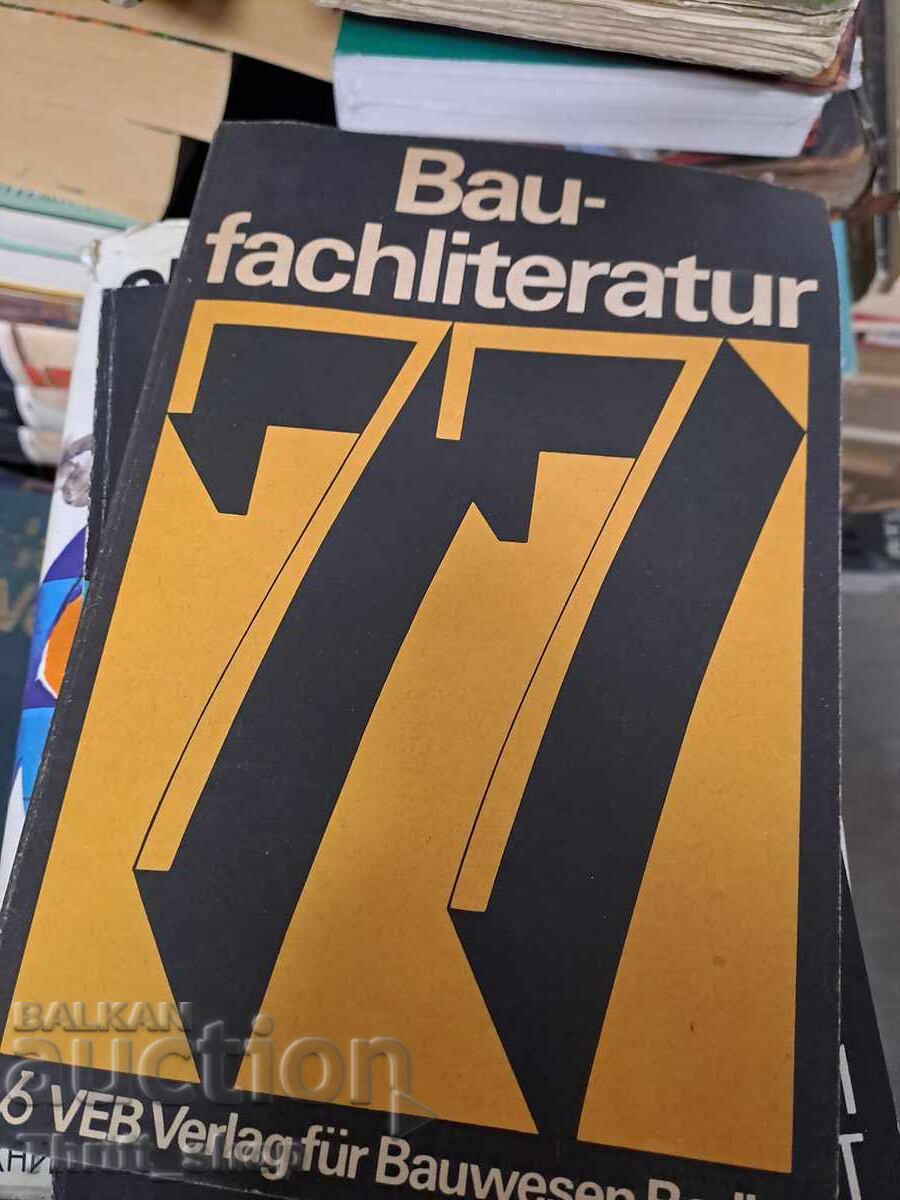 Bau-
fachliteratur
77
VEB Verlag für Bauwesen
BALKAN
auction